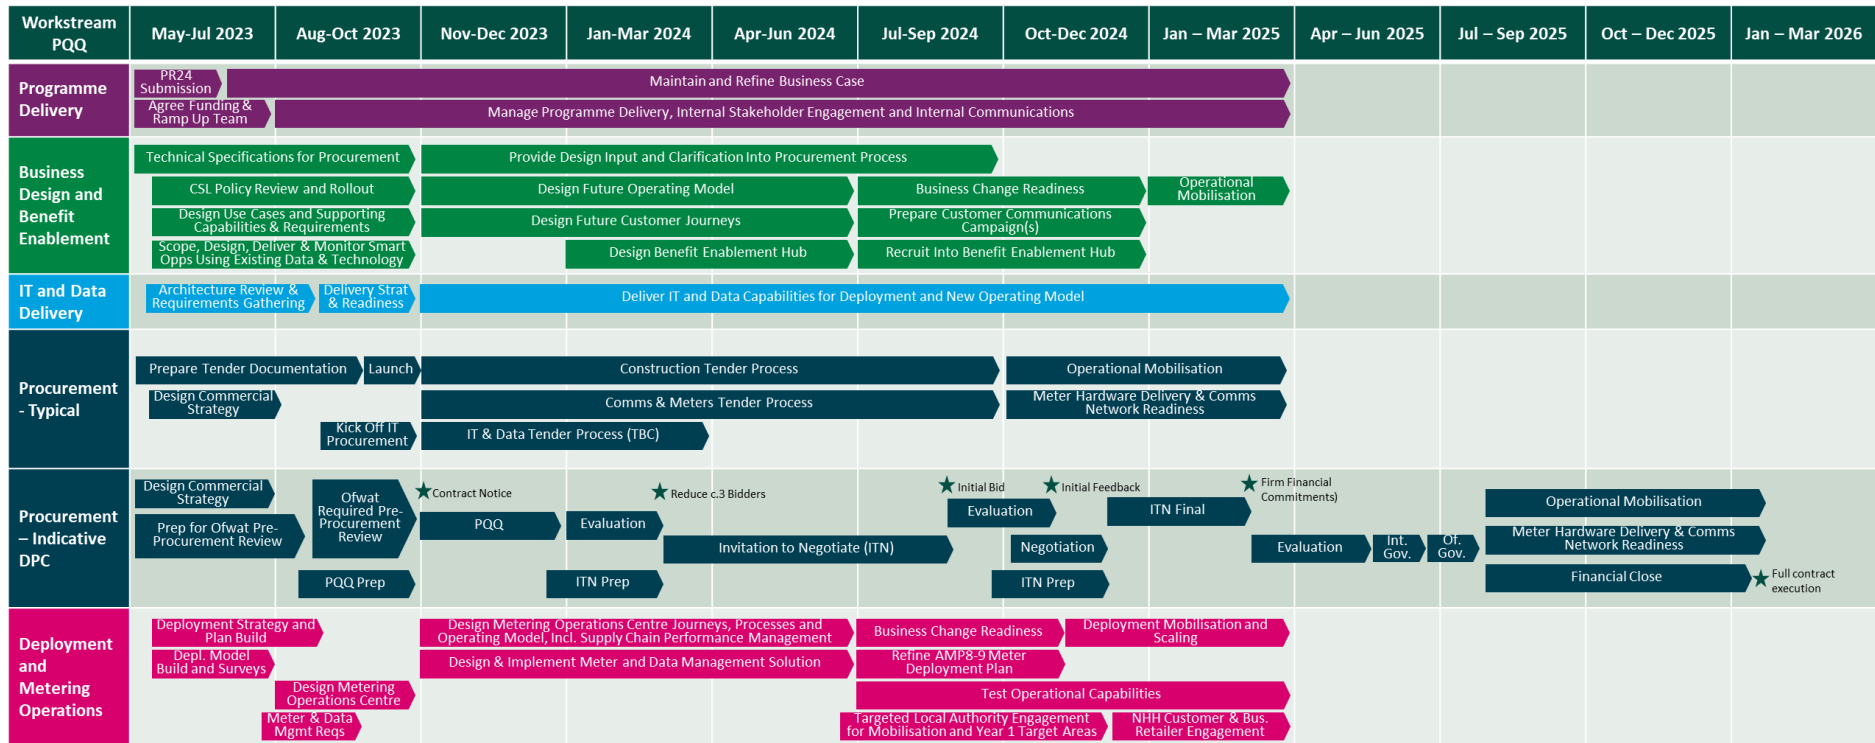 Workstream
PQQ
May-Jul 2023
Aug-Oct 2023
Nov-Dec 2023
Jan-Mar 2024
Apr-Jun 2024
Jul-Sep 2024
Oct-Dec 2024
Jan – Mar 2025
Apr – Jun 2025
Jul – Sep 2025
Oct – Dec 2025
Jan – Mar 2026
Programme
Delivery
PR24
Submission
Maintain and Refine Business Case
Agree Funding &
Ramp Up Team
Manage Programme Delivery, Internal Stakeholder Engagement and Internal Communications
Business
Design and
Benefit
Enablement
Technical Specifications for Procurement
Provide Design Input and Clarification Into Procurement Process
CSL Policy Review and Rollout
Design Future Operating Model
Business Change Readiness
Operational
Mobilisation
Design Use Cases and Supporting
Capabilities & Requirements
Design Future Customer Journeys
Prepare Customer Communications
Campaign(s)
Scope, Design, Deliver & Monitor Smart
Opps Using Existing Data & Technology
Design Benefit Enablement Hub
Recruit Into Benefit Enablement Hub
IT and Data
Delivery
Architecture Review &
Requirements Gathering
Delivery Strat
& Readiness
Deliver IT and Data Capabilities for Deployment and New Operating Model
Procurement
- Typical
Prepare Tender Documentation
Launch
Construction Tender Process
Operational Mobilisation
Design Commercial
Strategy
Comms & Meters Tender Process
Meter Hardware Delivery & Comms
Network Readiness
Kick Off IT
Procurement
IT & Data Tender Process (TBC)
Procurement
– Indicative
DPC
Design Commercial
Strategy
Ofwat
Required Pre-
Procurement
Review
Contract Notice
Reduce c.3 Bidders
Initial Bid
Initial Feedback
Firm Financial
Commitments)
Prep for Ofwat Pre-
Procurement Review
PQQ
Evaluation
Invitation to Negotiate (ITN)
Evaluation
Negotiation
ITN Final
Evaluation
Int.
Gov.
Of.
Gov.
Operational Mobilisation
Meter Hardware Delivery & Comms
Network Readiness
PQQ Prep
ITN Prep
ITN Prep
Financial Close
Full contract
execution
Deployment
and
Metering
Operations
Deployment Strategy and
Plan Build
Design Metering Operations Centre Journeys, Processes and
Operating Model, Incl. Supply Chain Performance Management
Business Change Readiness
Deployment Mobilisation and
Scaling
Depl. Model
Build and Surveys
Design & Implement Meter and Data Management Solution
Refine AMP8-9 Meter
Deployment Plan
Design Metering
Operations Centre
Test Operational Capabilities
Meter & Data
Mgmt Reqs
Targeted Local Authority Engagement
for Mobilisation and Year 1 Target Areas
NHH Customer & Bus.
Retailer Engagement